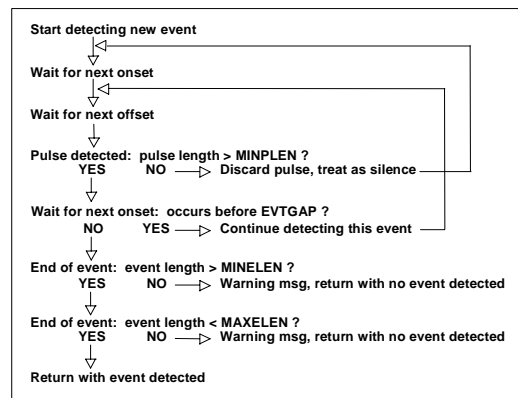 Start detecting new event
Wait for next onset
Wait for next offset
Pulse detected: pulse length > MINPLEN ?
YES NO Discard pulse, treat as silence
Wait for next onset: occurs before EVTGAP ?
NO YES Continue detecting this event
End of event: event length > MINELEN ?
YES NO Warning msg, return with no event detected
End of event: event length < MAXELEN ?
YES NO Warning msg, return with no event detected
Return with event detected